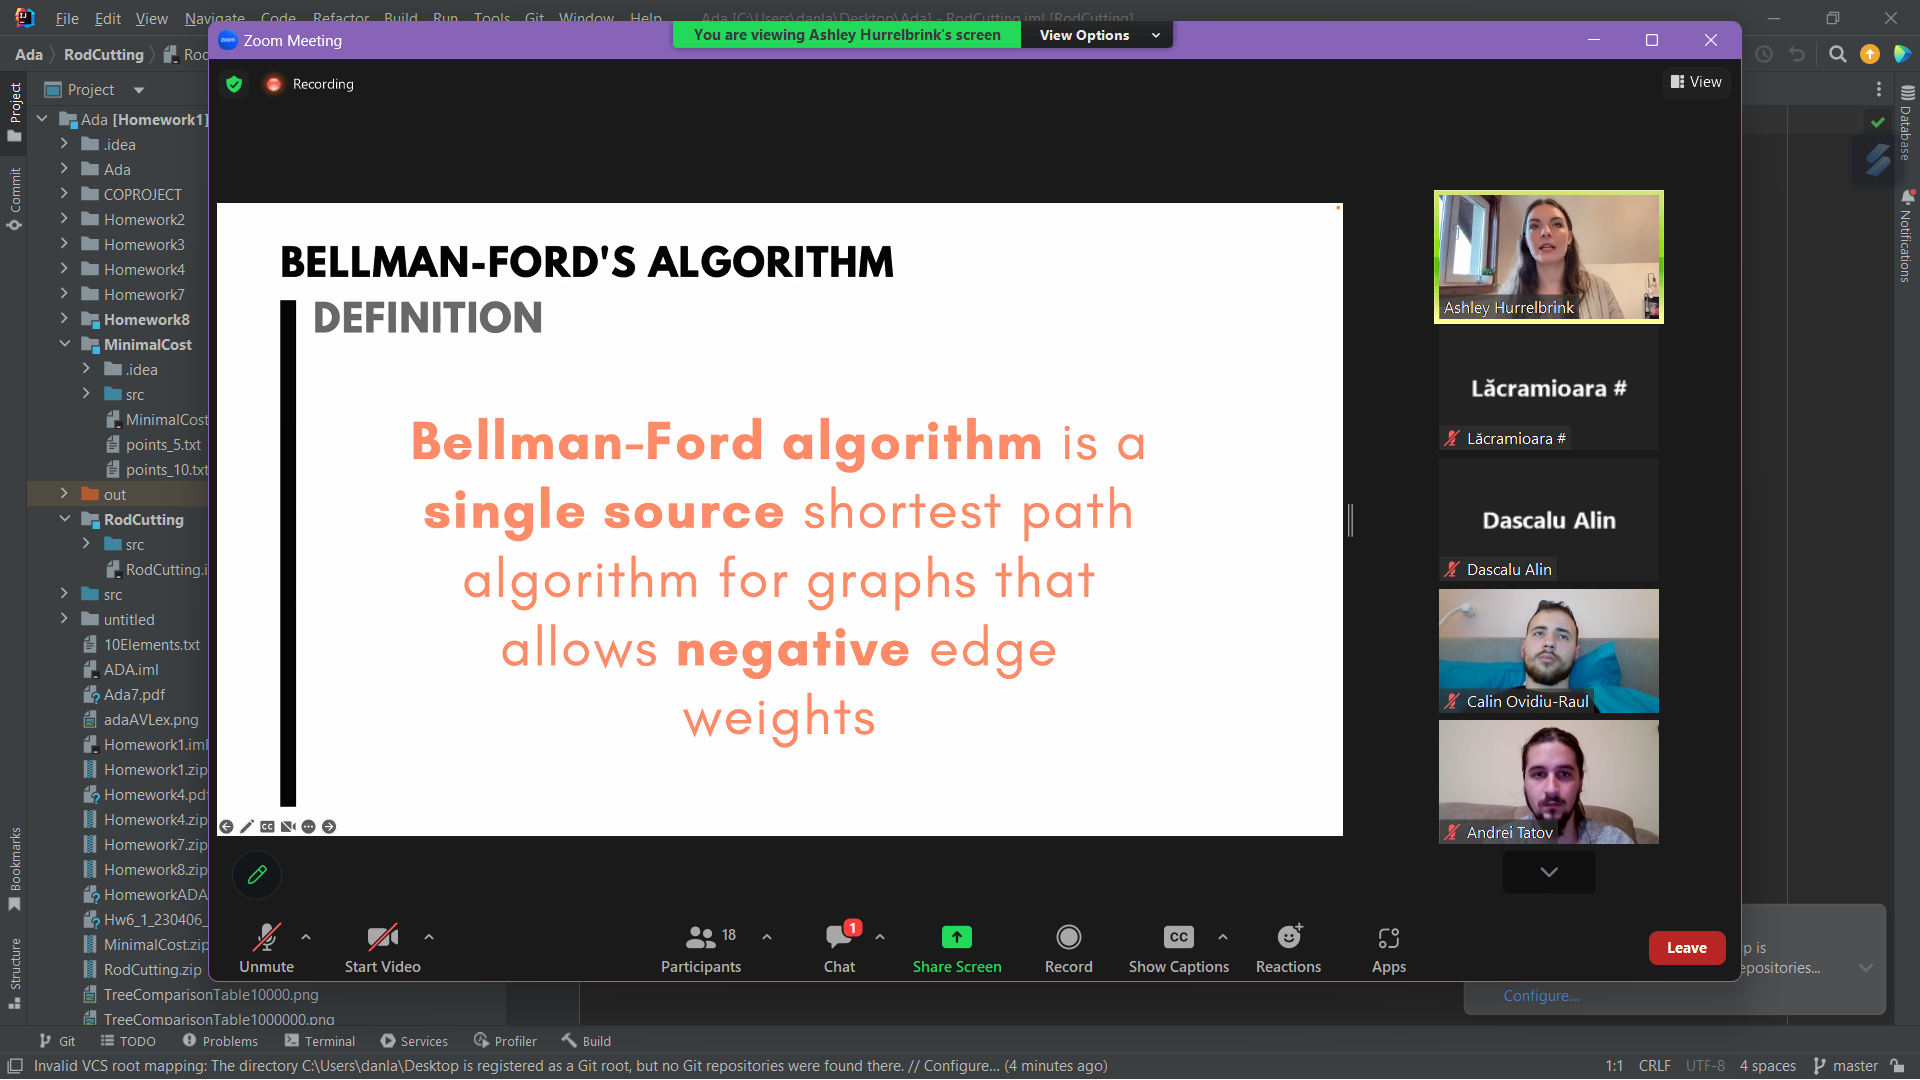 File Edit View Navigate Code Refactor Build Run Tools Git Window Help Ada [C:\Users\danla\Desktop\Ada] - RodCutting.iml [RodCutting]
Ada RodCutting
zoom Zoom Meeting
You are viewing Ashley Hurrelbrink's screen View Options
Recording
View
Project
Commit
Bookmarks
Structure
Project
Ada [Homework1]
.idea
Ada
COPROJECT
Homework2
Homework3
Homework4
Homework7
Homework8
MinimalCost
.idea
src
MinimalCost
points_5.txt
points_10.txt
out
RodCutting
src
RodCutting.i
src
untitled
10Elements.txt
ADA.iml
Ada7.pdf
adaAVLex.png
Homework1.iml
Homework1.zip
Homework4.pdf
Homework4.zip
Homework7.zip
Homework8.zip
HomeworkADA
Hw6_1_230406_
MinimalCost.zip
RodCutting.zip
TreeComparisonTable10000.png
TreeComparisonTable1000000.png
BELLMAN-FORD'S ALGORITHM
DEFINITION
Bellman-Ford algorithm is a
single source shortest path
algorithm for graphs that
allows negative edge
weights
Ashley Hurrelbrink
Lăcramioara #
Lăcramioara #
Dascalu Alin
Dascalu Alin
Calin Ovidiu-Raul
Andrei Tatov
Database
Notifications
Unmute
Start Video
18
Participants
1
Chat
Share Screen
Record
CC
Show Captions
Reactions
Apps
Leave
p is
epositories...
Configure...
Git TODO Problems Terminal Services Profiler Build
Invalid VCS root mapping: The directory C:\Users\danla\Desktop is registered as a Git root, but no Git repositories were found there. // Configure... (4 minutes ago)
1:1 CRLF UTF-8 4 spaces master